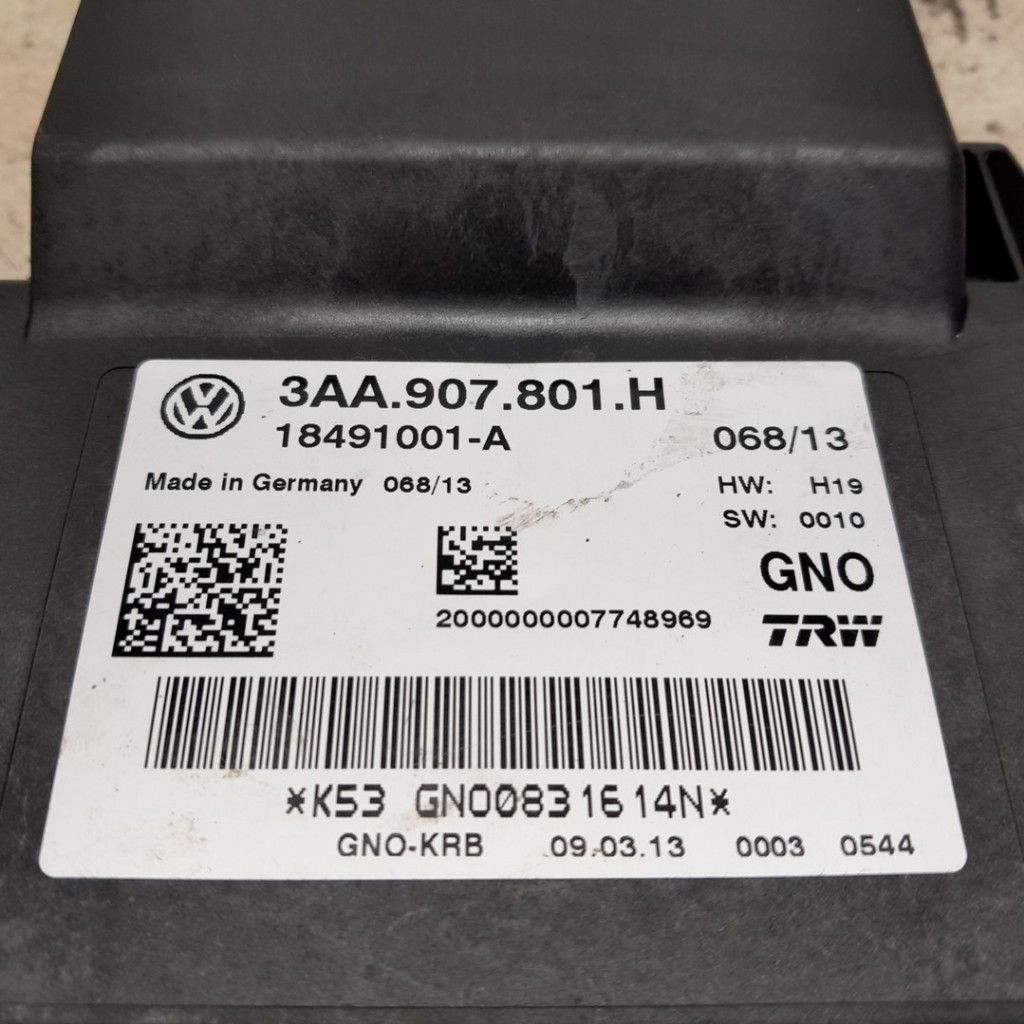 3AA.907.801.H
18491001-A 068/13
Made in Germany 068/13 HW: H19
SW: 0010
GNO
2000000007748969 TRW
*K53 GNO0831614N*
GNO-KRB 09.03.13 0003 0544